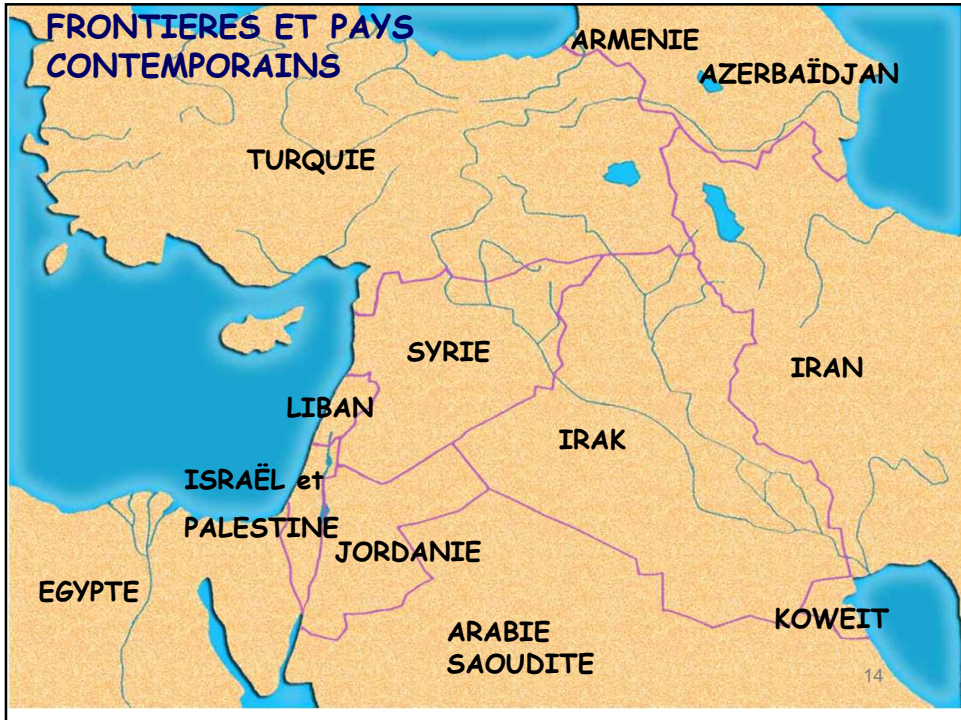 FRONTIERES ET PAYS
CONTEMPORAINS
ARMENIE
AZERBAÏDJAN
TURQUIE
SYRIE
IRAN
LIBAN
IRAK
ISRAËL et
PALESTINE
JORDANIE
EGYPTE
KOWEIT
ARABIE
SAOUDITE
14